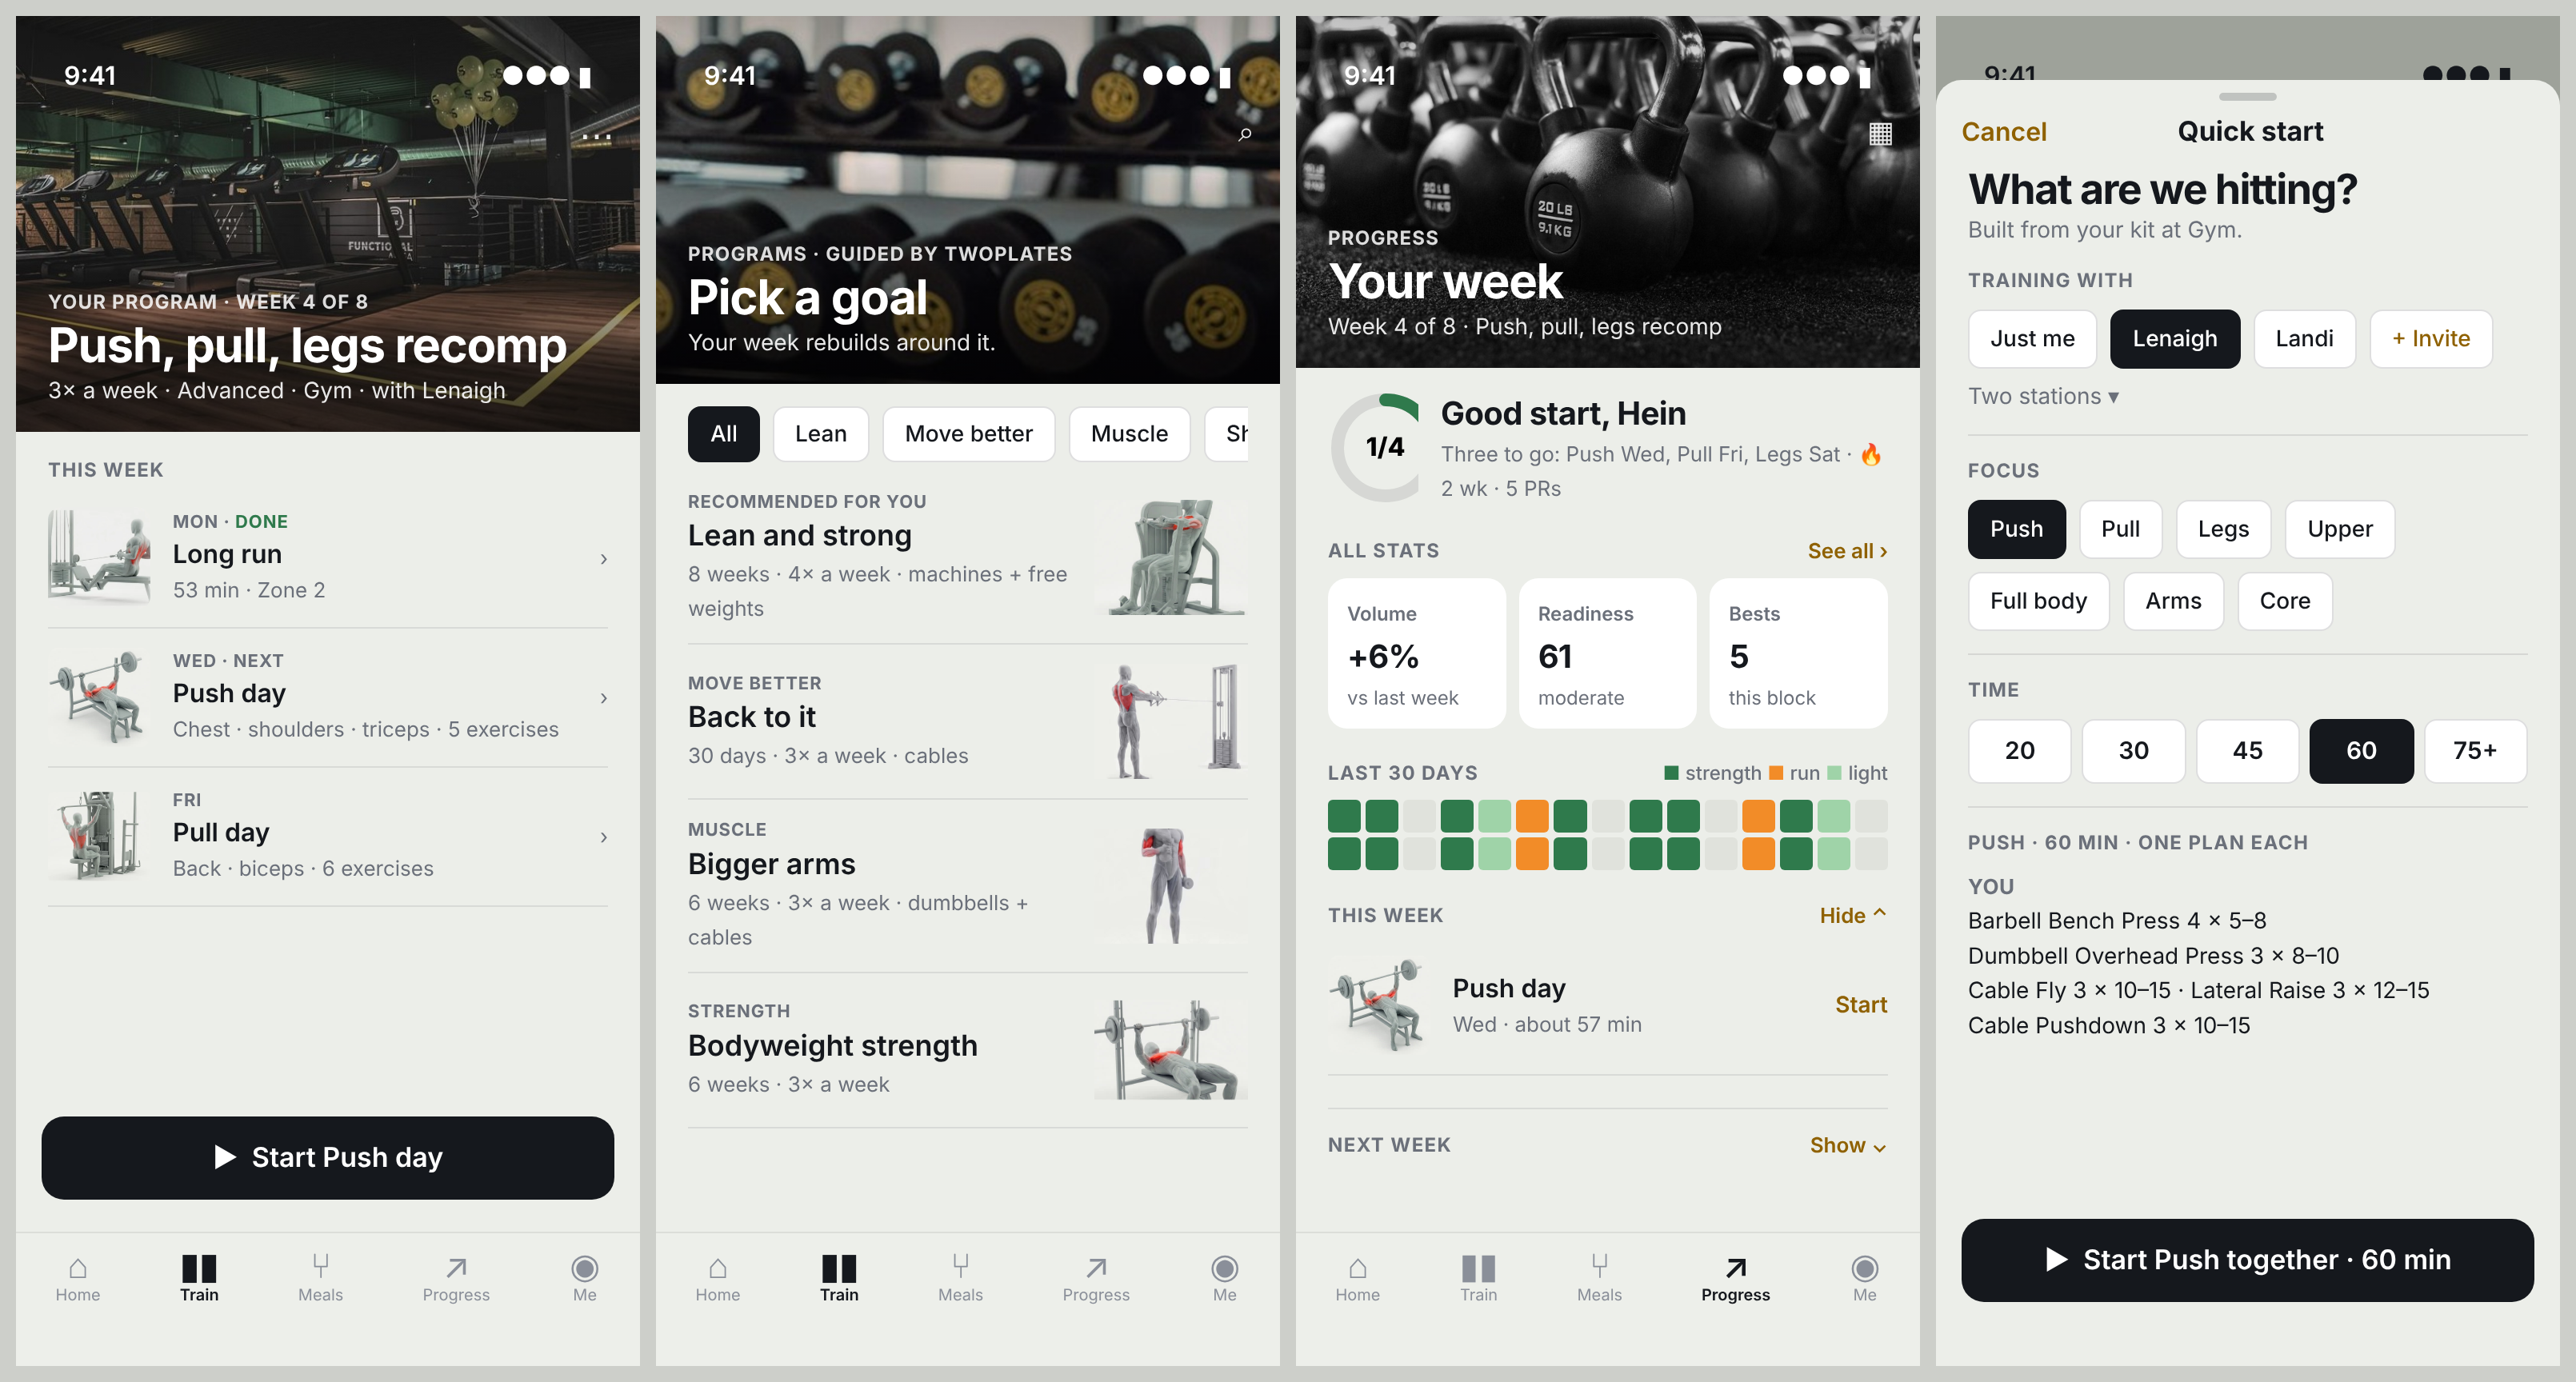 9:41
FUNCTIONAL
YOUR PROGRAM · WEEK 4 OF 8
Push, pull, legs recomp
3× a week · Advanced · Gym · with Lenaigh
THIS WEEK
MON · DONE
Long run
53 min · Zone 2
WED · NEXT
Push day
Chest · shoulders · triceps · 5 exercises
FRI
Pull day
Back · biceps · 6 exercises
Start Push day
Home
Train
Meals
Progress
Me
9:41
PROGRAMS · GUIDED BY TWOPLATES
Pick a goal
Your week rebuilds around it.
All
Lean
Move better
Muscle
RECOMMENDED FOR YOU
Lean and strong
8 weeks · 4× a week · machines + free
weights
MOVE BETTER
Back to it
30 days · 3× a week · cables
MUSCLE
Bigger arms
6 weeks · 3× a week · dumbbells +
cables
STRENGTH
Bodyweight strength
6 weeks · 3× a week
Home
Train
Meals
Progress
Me
9:41
20 LB
9.1 KG
PROGRESS
Your week
Week 4 of 8 · Push, pull, legs recomp
1/4
Good start, Hein
Three to go: Push Wed, Pull Fri, Legs Sat · 🔥
2 wk · 5 PRs
ALL STATS
See all ›
Volume
+6%
vs last week
Readiness
61
moderate
Bests
5
this block
LAST 30 DAYS
strength
run
light
THIS WEEK
Hide
Push day
Wed · about 57 min
Start
NEXT WEEK
Show
Home
Train
Meals
Progress
Me
9:41
Cancel
Quick start
What are we hitting?
Built from your kit at Gym.
TRAINING WITH
Just me
Lenaigh
Landi
+ Invite
Two stations ▾
FOCUS
Push
Pull
Legs
Upper
Full body
Arms
Core
TIME
20
30
45
60
75+
PUSH · 60 MIN · ONE PLAN EACH
YOU
Barbell Bench Press 4 × 5–8
Dumbbell Overhead Press 3 × 8–10
Cable Fly 3 × 10–15 · Lateral Raise 3 × 12–15
Cable Pushdown 3 × 10–15
Start Push together · 60 min